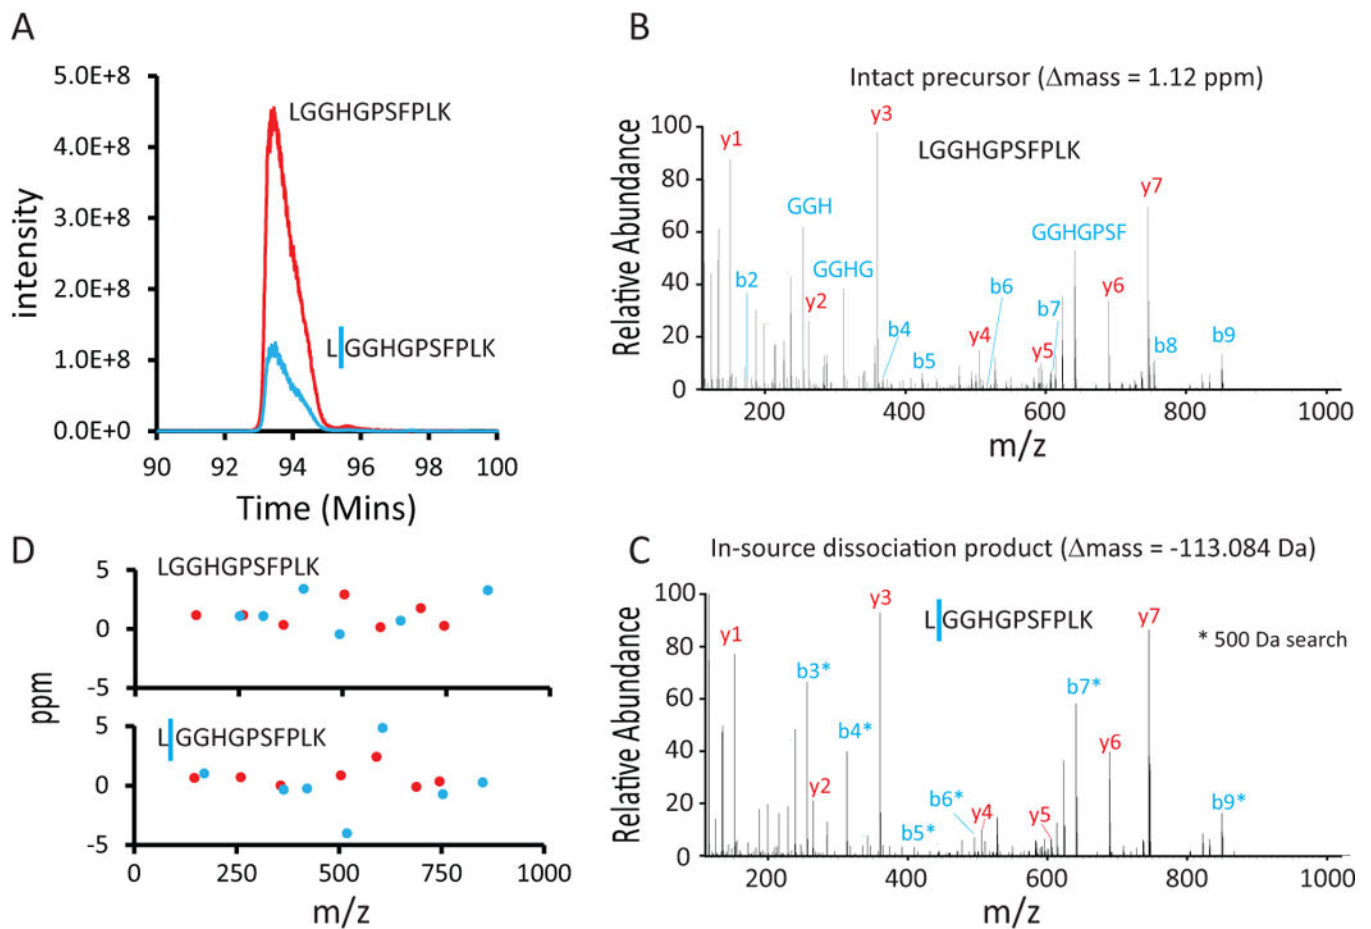 A
5.0E+8
4.0E+8
3.0E+8
2.0E+8
1.0E+8
0.0E+0
intensity
LGGHGPSFPLK
L|GGHGPSFPLK
90 92 94 96 98 100
Time (Mins)
B
Intact precursor (Δmass = 1.12 ppm)
LGGHGPSFPLK
100
80
60
40
20
0
Relative Abundance
y1
y3
y7
GGH
GGHGPSF
b2
GGHG
y2
b6
b7
y6
b4
y4
b5
y5
b8
b9
200 400 600 800 1000
m/z
D
5
0
-5
LGGHGPSFPLK
ppm
5
0
-5
L|GGHGPSFPLK
0 250 500 750 1000
m/z
C
In-source dissociation product (Δmass = -113.084 Da)
L|GGHGPSFPLK
* 500 Da search
100
80
60
40
20
0
Relative Abundance
y1
y3
y7
b3*
b7*
b4*
y6
y2
b6*
y4
y5
b9*
b5*
200 400 600 800 1000
m/z